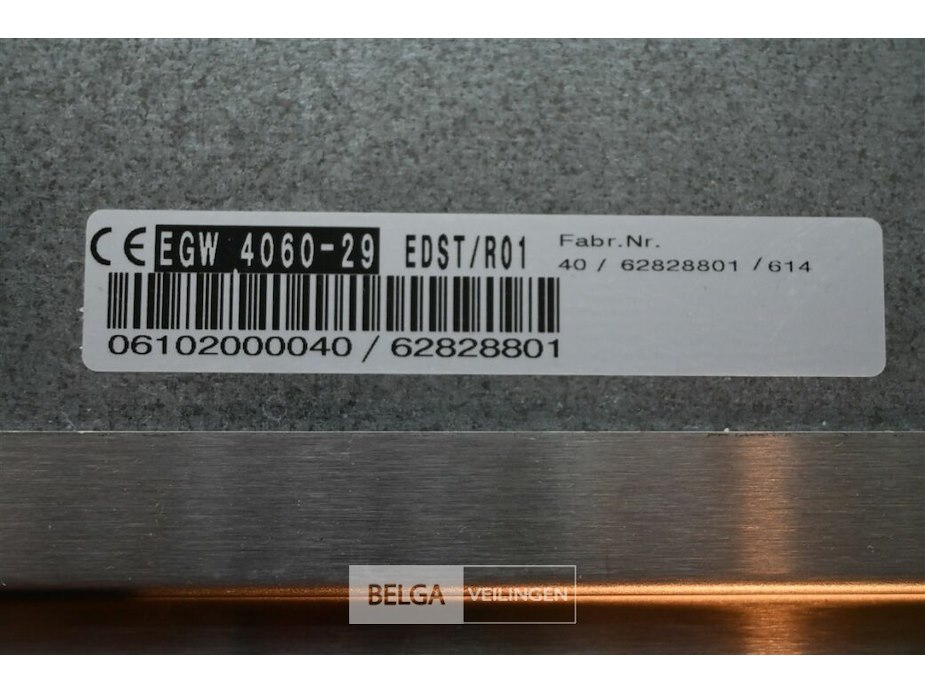 CE EGW 4060-29 EDST/R01 Fabr.Nr.
40 / 62828801 /614
06102000040 / 62828801
BELGA VEILINGEN